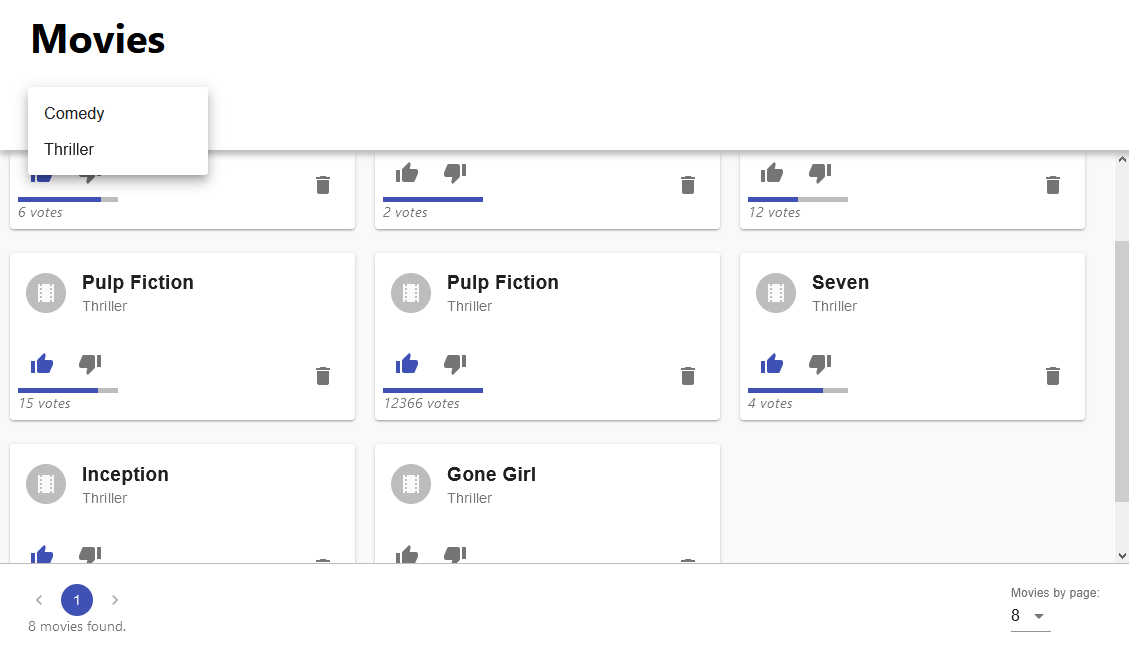 Movies
Comedy
Thriller
6 votes
2 votes
12 votes
Pulp Fiction
Thriller
15 votes
Pulp Fiction
Thriller
12366 votes
Seven
Thriller
4 votes
Inception
Thriller
Gone Girl
Thriller
1
8 movies found.
Movies by page:
8